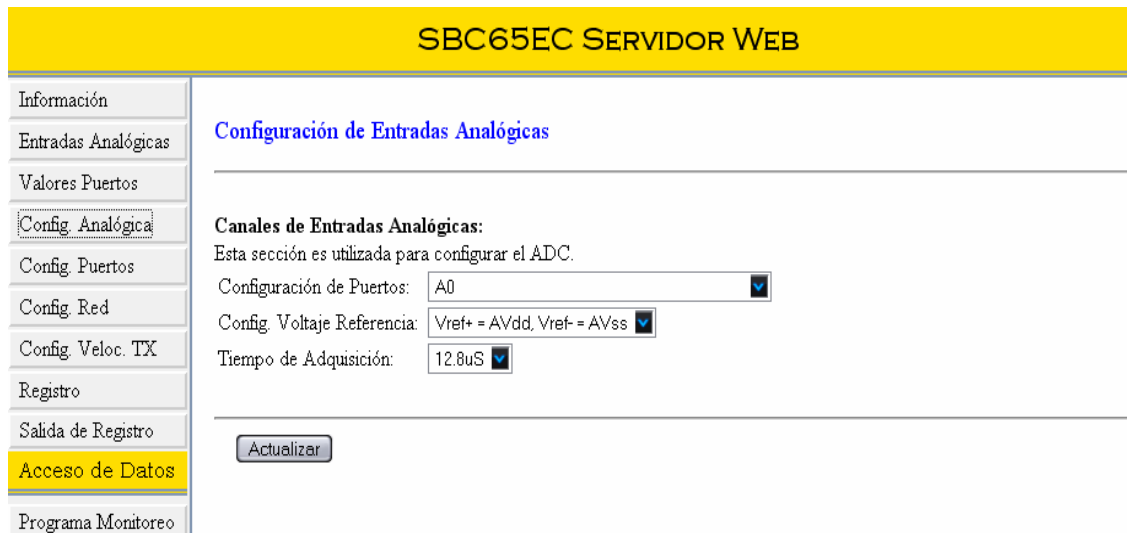 SBC65EC SERVIDOR WEB
Información
Entradas Analógicas
Valores Puertos
Config. Analógica
Config. Puertos
Config. Red
Config. Veloc. TX
Registro
Salida de Registro
Acceso de Datos
Programa Monitoreo
Configuración de Entradas Analógicas
Canales de Entradas Analógicas:
Esta sección es utilizada para configurar el ADC.
Configuración de Puertos: A0
Config. Voltaje Referencia: Vref+ = AVdd, Vref- = AVss
Tiempo de Adquisición: 12.8uS
Actualizar